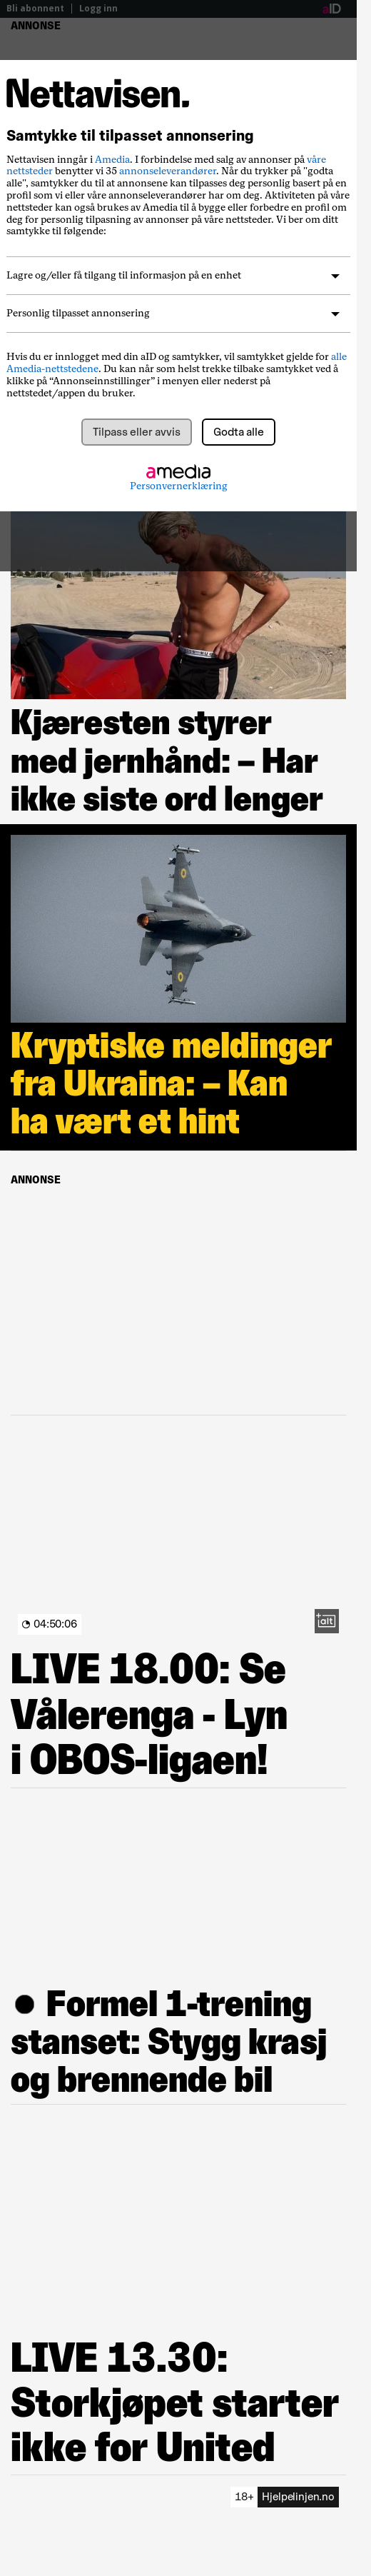 Bli abonnent | Logg inn
aID
ANNONSE
Nettavisen.
Samtykke til tilpasset annonsering
Nettavisen inngår i Amedia. I forbindelse med salg av annonser på våre
nettsteder benytter vi 35 annonseleverandører. Når du trykker på "godta
alle", samtykker du til at annonsene kan tilpasses deg personlig basert på en
profil som vi eller våre annonseleverandører har om deg. Aktiviteten på våre
nettsteder kan også brukes av Amedia til å bygge eller forbedre en profil om
deg for personlig tilpasning av annonser på våre nettsteder. Vi ber om ditt
samtykke til følgende:
Lagre og/eller få tilgang til informasjon på en enhet
Personlig tilpasset annonsering
Hvis du er innlogget med din aID og samtykker, vil samtykket gjelde for alle
Amedia-nettstedene. Du kan når som helst trekke tilbake samtykket ved å
klikke på “Annonseinnstillinger” i menyen eller nederst på
nettstedet/appen du bruker.
Tilpass eller avvis
Godta alle
amedia
Personvernerklæring
Kjæresten styrer
med jernhånd: – Har
ikke siste ord lenger
Kryptiske meldinger
fra Ukraina: – Kan
ha vært et hint
ANNONSE
04:50:06
+alt
LIVE 18.00: Se
Vålerenga - Lyn
i OBOS-ligaen!
● Formel 1-trening
stanset: Stygg krasj
og brennende bil
LIVE 13.30:
Storkjøpet starter
ikke for United
18+ Hjelpelinjen.no